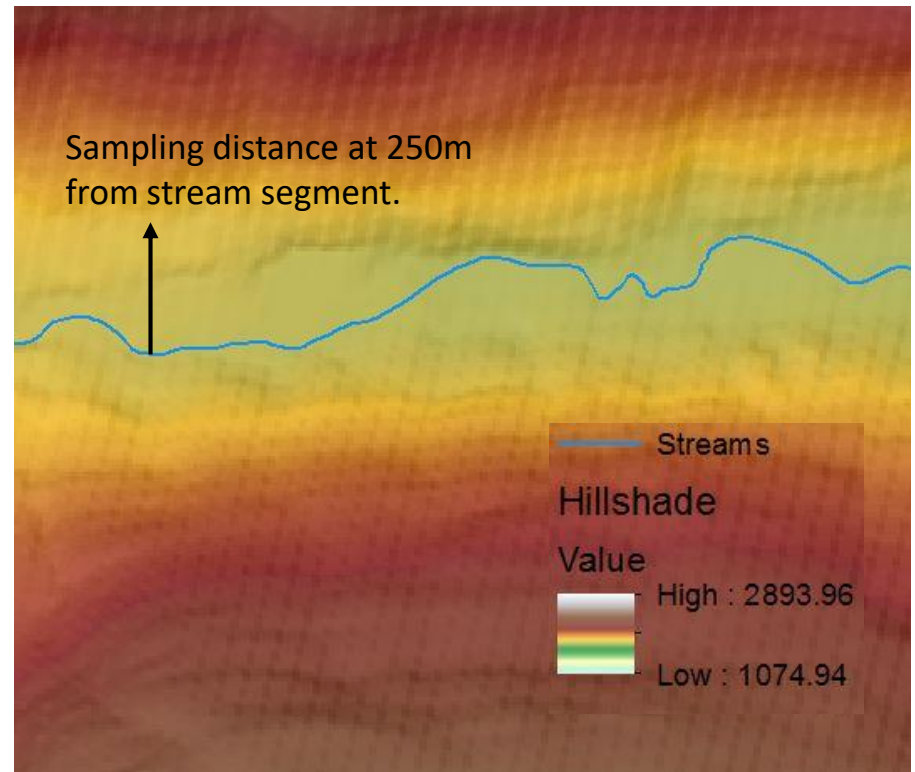 Sampling distance at 250m
from stream segment.
Streams
Hillshade
Value
High : 2893.96
Low : 1074.94